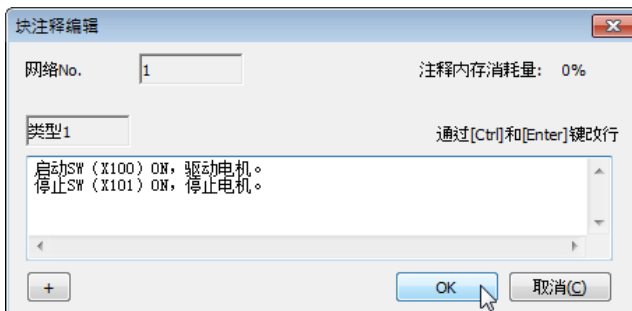 块注释编辑
网络No. 1 注释内存消耗量: 0%
类型1 通过[Ctrl]和[Enter]键改行
启动SW（X100）ON，驱动电机。
停止SW（X101）ON，停止电机。
+ OK 取消(C)